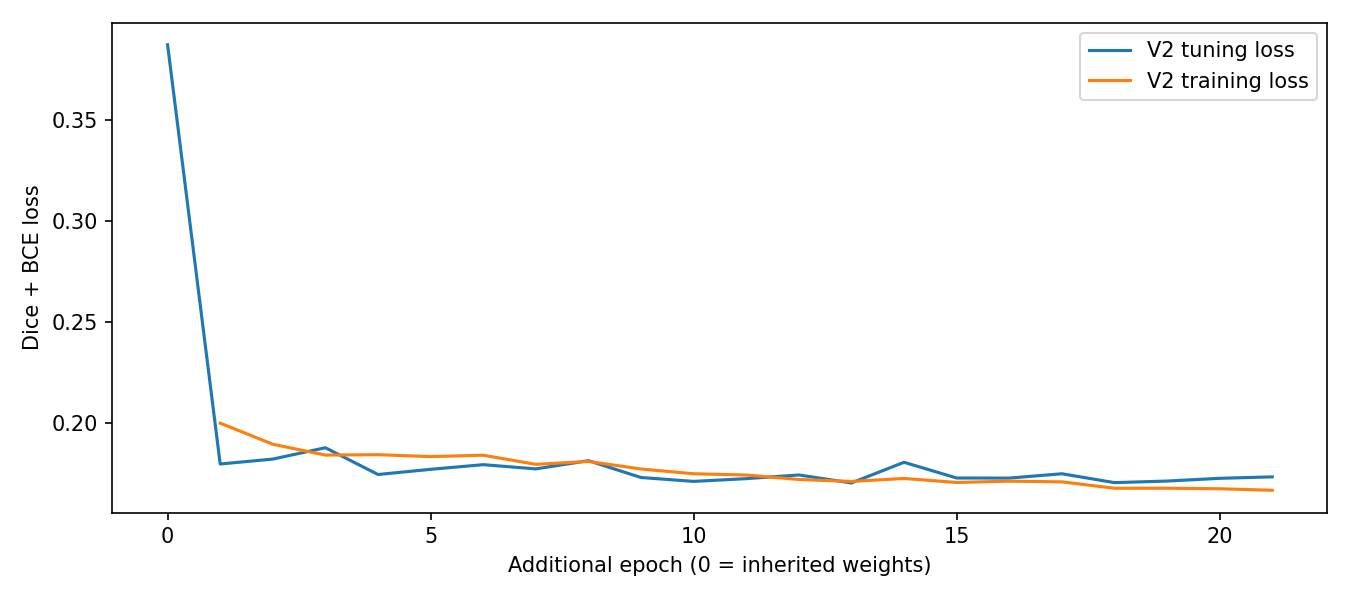 V2 tuning loss
V2 training loss
Dice + BCE loss
0.35
0.30
0.25
0.20
0
5
10
15
20
Additional epoch (0 = inherited weights)